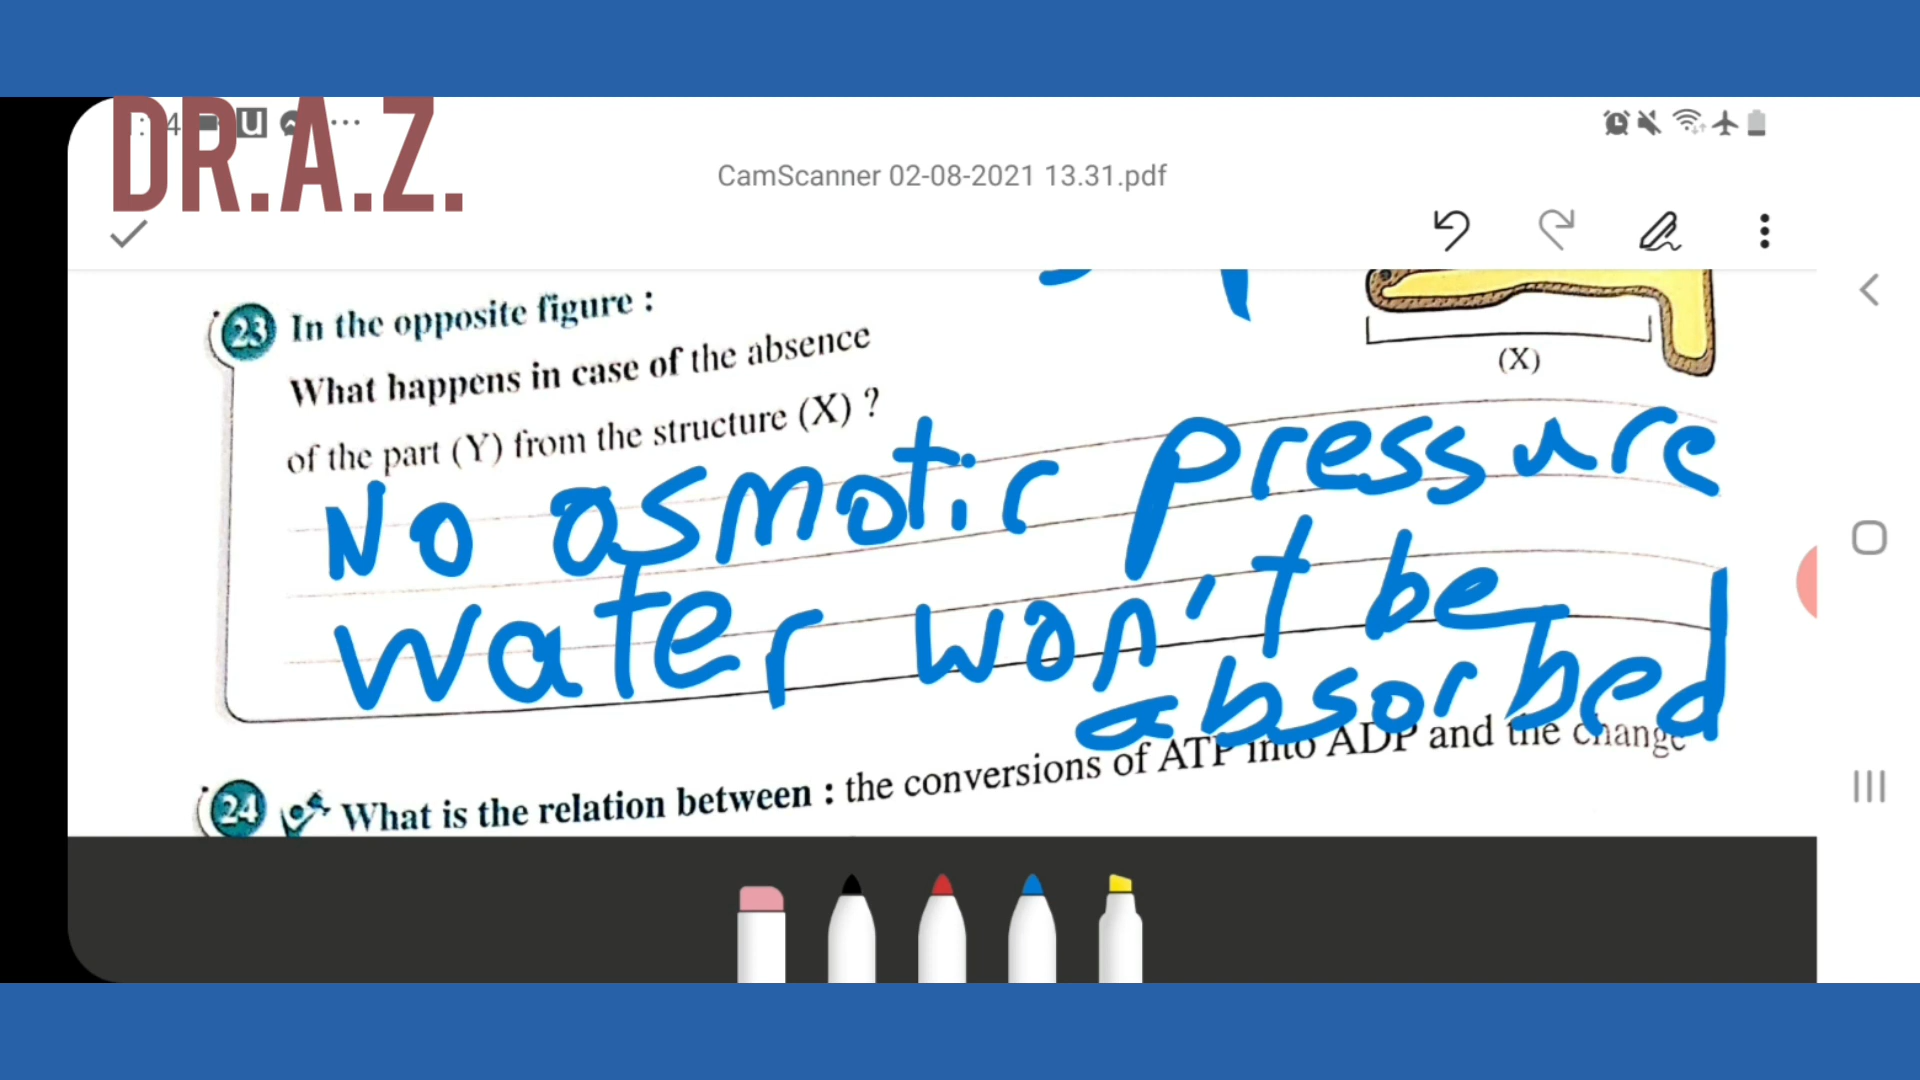 DR.A.Z.
CamScanner 02-08-2021 13.31.pdf
23 In the opposite figure :
What happens in case of the absence
of the part (Y) from the structure (X) ?
(X)
No osmotic pressure
water won't be
absorbed
24 What is the relation between : the conversions of ATP into ADP and the change